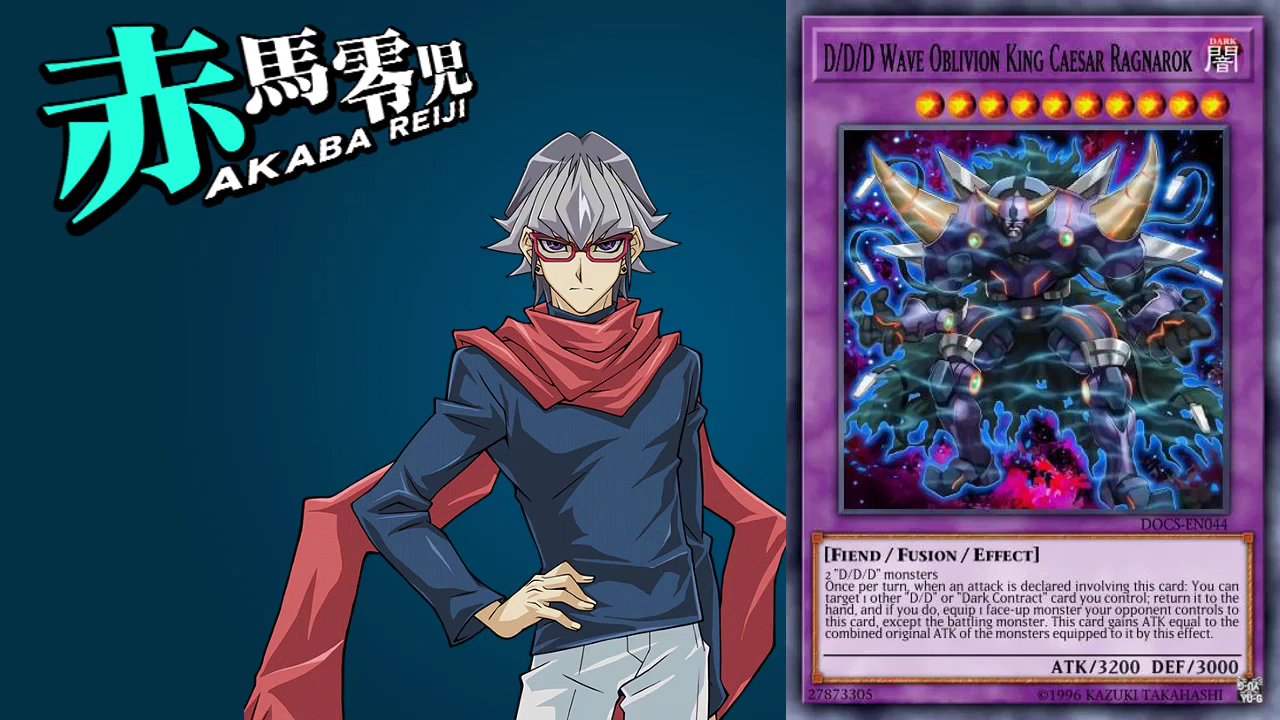 赤馬零児
AKABA REIJI
D/D/D WAVE OBLIVION KING CAESAR RAGNAROK
DARK
闇
DOCS-EN044
[FIEND / FUSION / EFFECT]
2 "D/D/D" monsters
Once per turn, when an attack is declared involving this card: You can
target 1 other "D/D" or "Dark Contract" card you control; return it to the
hand, and if you do, equip 1 face-up monster your opponent controls to
this card, except the battling monster. This card gains ATK equal to the
combined original ATK of the monsters equipped to it by this effect.
ATK/3200 DEF/3000
27873305
©1996 KAZUKI TAKAHASHI